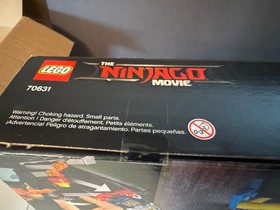 LEGO
THE
NINJAGO
MOVIE
70631
Warning! Choking hazard. Small parts.
Attention ! Danger d'étouffement. Petits éléments.
¡Advertencia! Peligro de atragantamiento. Partes pequeñas.